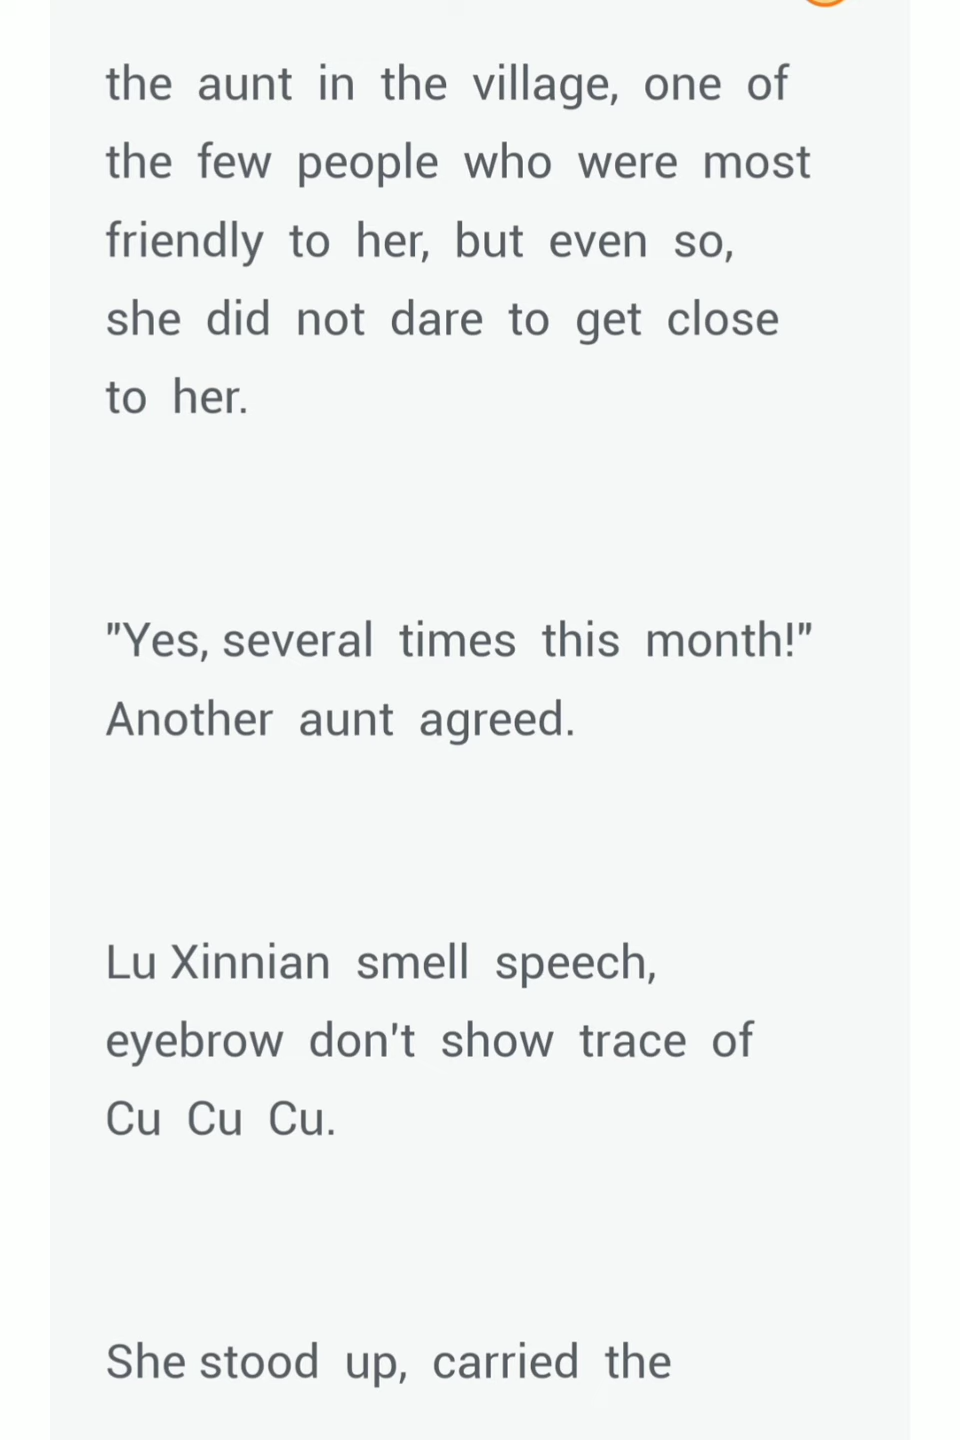 the aunt in the village, one of
the few people who were most
friendly to her, but even so,
she did not dare to get close
to her.
"Yes, several times this month!"
Another aunt agreed.
Lu Xinnian smell speech,
eyebrow don't show trace of
Cu Cu Cu.
She stood up, carried the